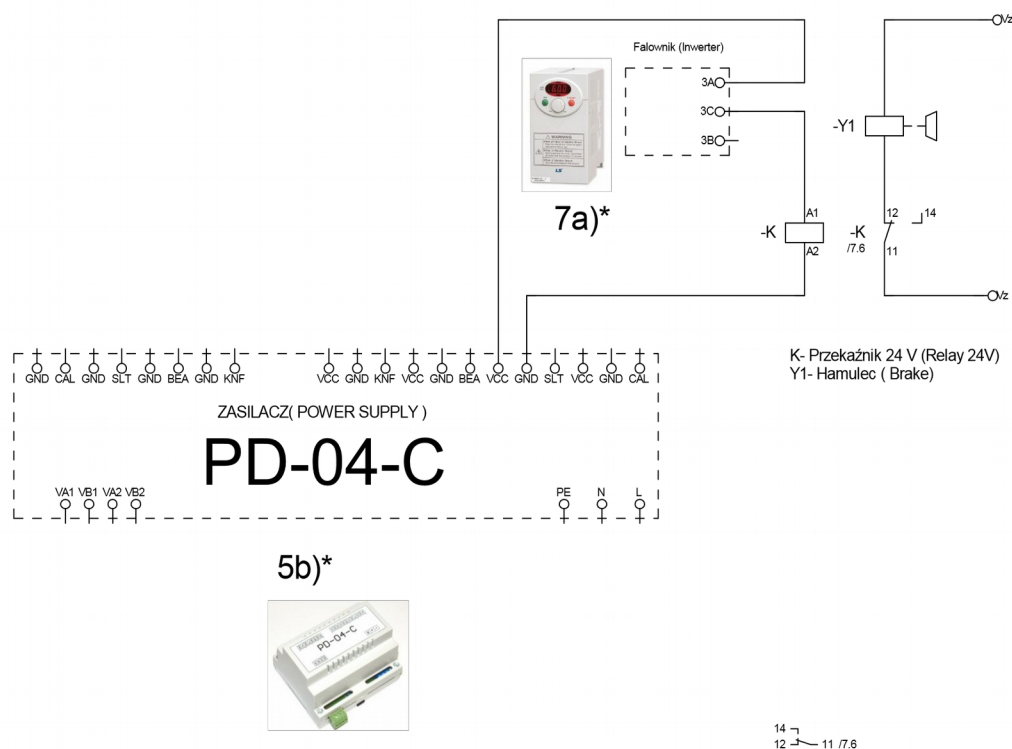 Vz
Falownik (Inverter)
3A
3C
3B
-Y1
WARNING
LS
7a)*
-K
A1
A2
-K
/7.6
12
14
11
Vz
K- Przekaźnik 24 V (Relay 24V)
Y1- Hamulec ( Brake)
GND CAL GND SLT GND BEA GND KNF VCC GND KNF VCC GND BEA VCC GND SLT VCC GND CAL
ZASILACZ( POWER SUPPLY )
PD-04-C
VA1 VB1 VA2 VB2 PE N L
5b)*
PD-04-C
14
12 11 /7.6